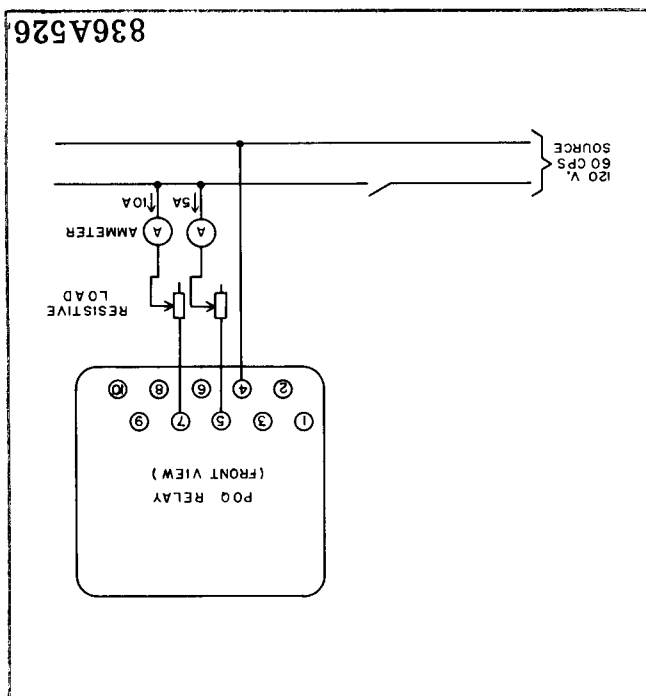 POQ RELAY
(FRONT VIEW)
1 3 5 7 9
2 4 6 8 10
RESISTIVE
LOAD
A A AMMETER
5A 10A
120 V.
60 CPS
SOURCE
836A526